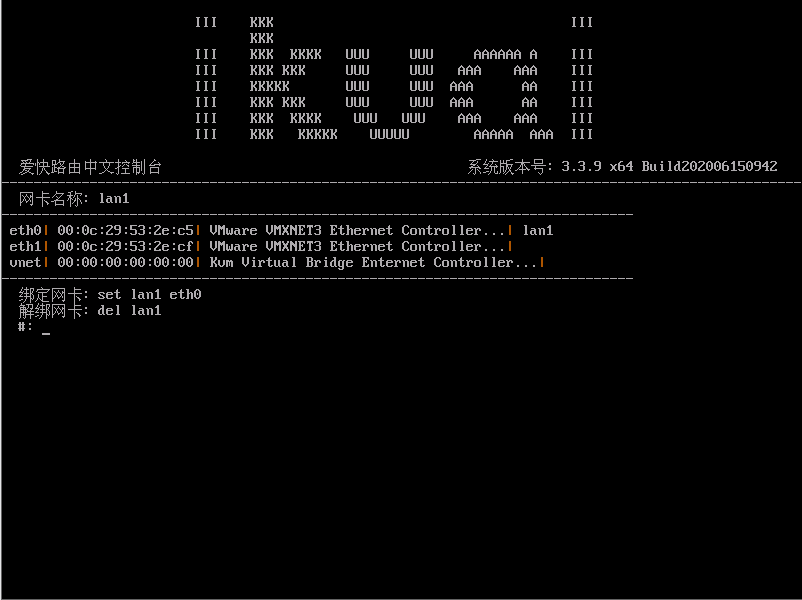 III    KKK                                     III
       KKK
III    KKK  KKKK   UUU     UUU     AAAAAA A    III
III    KKK KKK     UUU     UUU   AAA    AAA    III
III    KKKKK       UUU     UUU  AAA      AA    III
III    KKK KKK     UUU     UUU  AAA      AA    III
III    KKK  KKKK    UUU   UUU    AAA    AAA    III
III    KKK   KKKKK    UUUUU        AAAAA  AAA  III
爱快路由中文控制台 系统版本号: 3.3.9 x64 Build202006150942
网卡名称: lan1
eth0| 00:0c:29:53:2e:c5| VMware VMXNET3 Ethernet Controller...| lan1
eth1| 00:0c:29:53:2e:cf| VMware VMXNET3 Ethernet Controller...|
vnet| 00:00:00:00:00:00| Kvm Virtual Bridge Enternet Controller...|
绑定网卡: set lan1 eth0
解绑网卡: del lan1
#: _